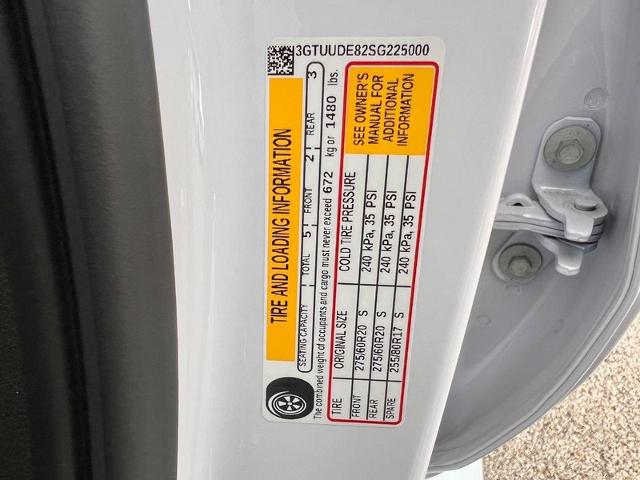 3GTUUDE82SG225000
TIRE AND LOADING INFORMATION
SEATING CAPACITY TOTAL 5 FRONT 2 REAR 3
The combined weight of occupants and cargo must never exceed 672 kg or 1480 lbs.
TIRE ORIGINAL SIZE COLD TIRE PRESSURE
FRONT 275/60R20 S 240 kPa, 35 PSI
REAR 275/60R20 S 240 kPa, 35 PSI
SPARE 255/80R17 S 240 kPa, 35 PSI
SEE OWNER'S
MANUAL FOR
ADDITIONAL
INFORMATION